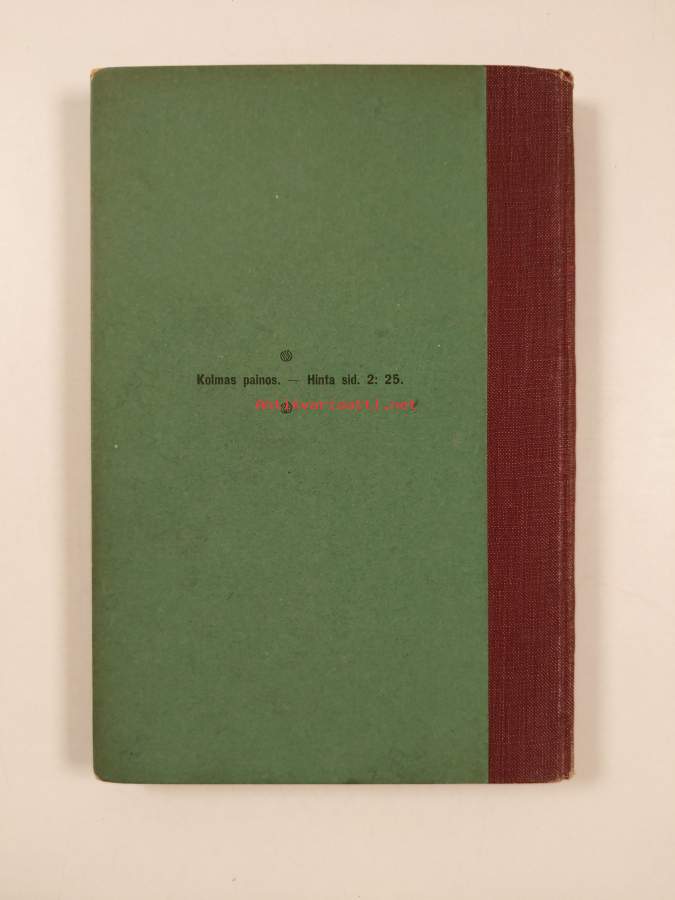 Kolmas painos. — Hinta sid. 2: 25.
Antikvariaatti.net